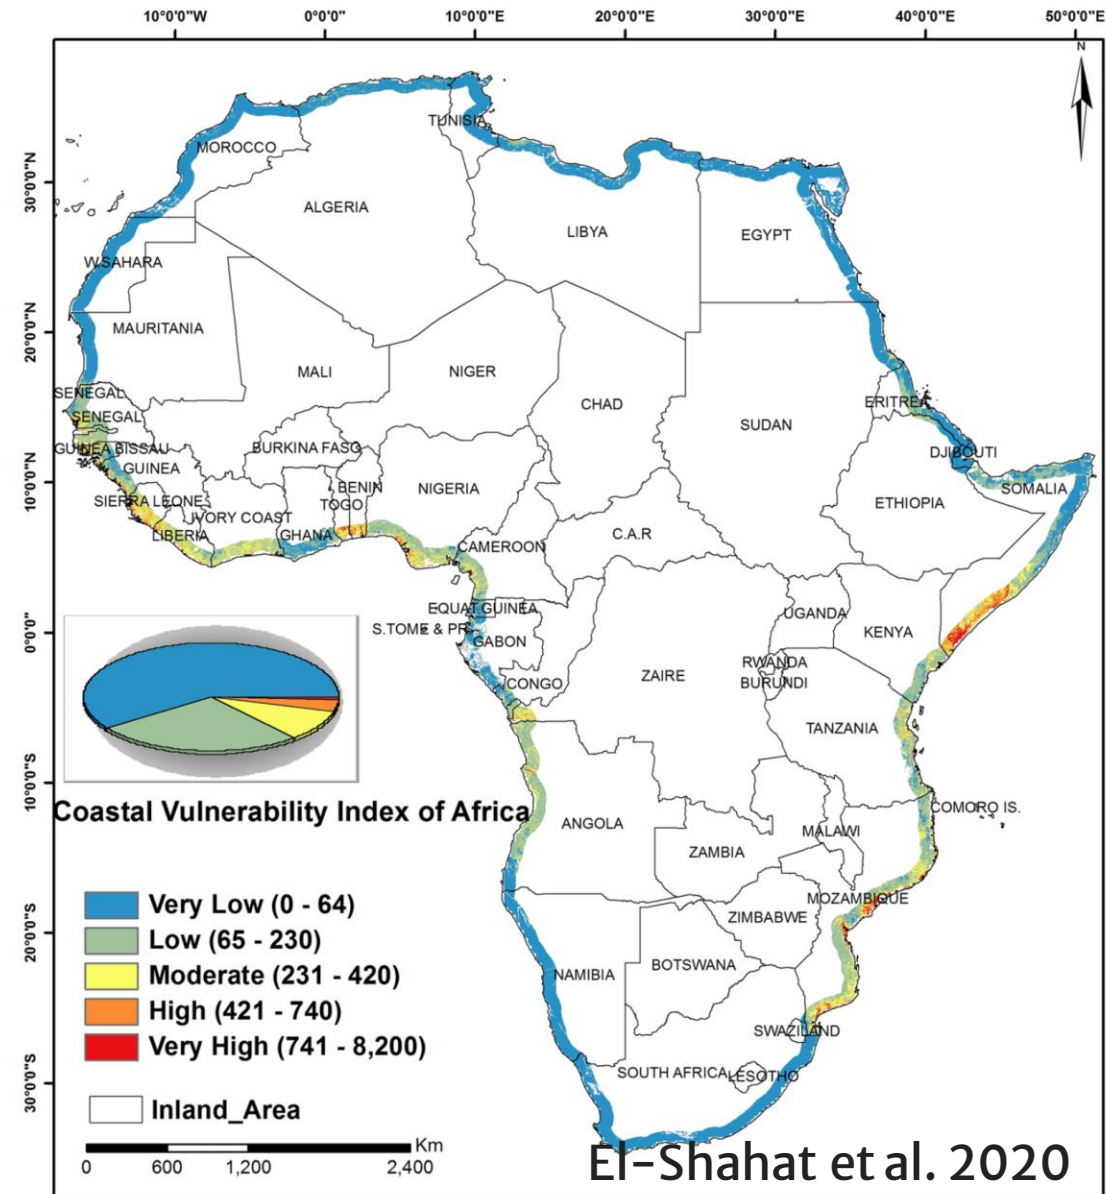 10°0'0"W 0°0'0" 10°0'0"E 20°0'0"E 30°0'0"E 40°0'0"E 50°0'0"E
N
TUNISIA
MOROCCO
30°0'0"N
ALGERIA
LIBYA
EGYPT
W.SAHARA
20°0'0"N
MAURITANIA
MALI
NIGER
SENEGAL
ERITREA
CHAD
SENEGAL
SUDAN
GUINEA BISSAU
BURKINA FASO
DJIBOUTI
GUINEA
10°0'0"N
BENIN
NIGERIA
SOMALIA
SIERRA LEONE
TOGO
ETHIOPIA
IVORY COAST
LIBERIA
GHANA
C.A.R
CAMEROON
EQUAT GUINEA
UGANDA
S.TOME & PR
KENYA
0°0'0"
GABON
RWANDA
ZAIRE
CONGO
BURUNDI
TANZANIA
10°0'0"S
COMORO IS.
Coastal Vulnerability Index of Africa
ANGOLA
MALAWI
ZAMBIA
MOZAMBIQUE
Very Low (0 - 64)
ZIMBABWE
Low (65 - 230)
20°0'0"S
BOTSWANA
Moderate (231 - 420)
NAMIBIA
High (421 - 740)
SWAZILAND
Very High (741 - 8,200)
SOUTH AFRICA
LESOTHO
30°0'0"S
Inland_Area
Km
0 600 1,200 2,400
El-Shahat et al. 2020